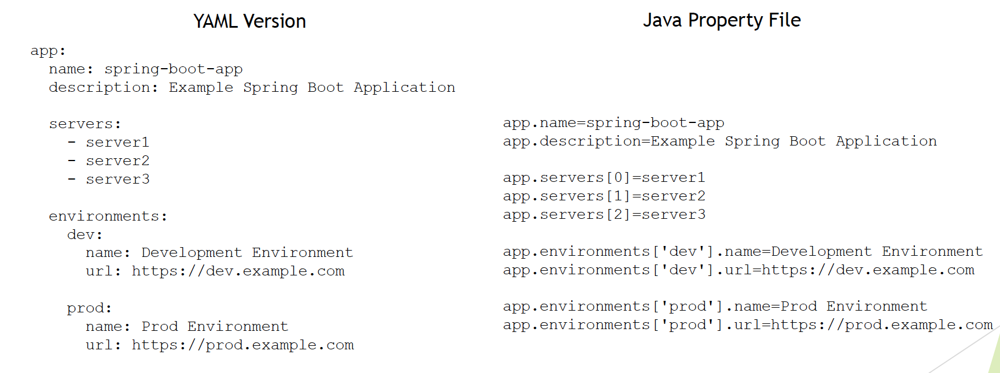 YAML Version
app:
  name: spring-boot-app
  description: Example Spring Boot Application
  servers:
    - server1
    - server2
    - server3
  environments:
    dev:
      name: Development Environment
      url: https://dev.example.com
    prod:
      name: Prod Environment
      url: https://prod.example.com
Java Property File
app.name=spring-boot-app
app.description=Example Spring Boot Application
app.servers[0]=server1
app.servers[1]=server2
app.servers[2]=server3
app.environments['dev'].name=Development Environment
app.environments['dev'].url=https://dev.example.com
app.environments['prod'].name=Prod Environment
app.environments['prod'].url=https://prod.example.com